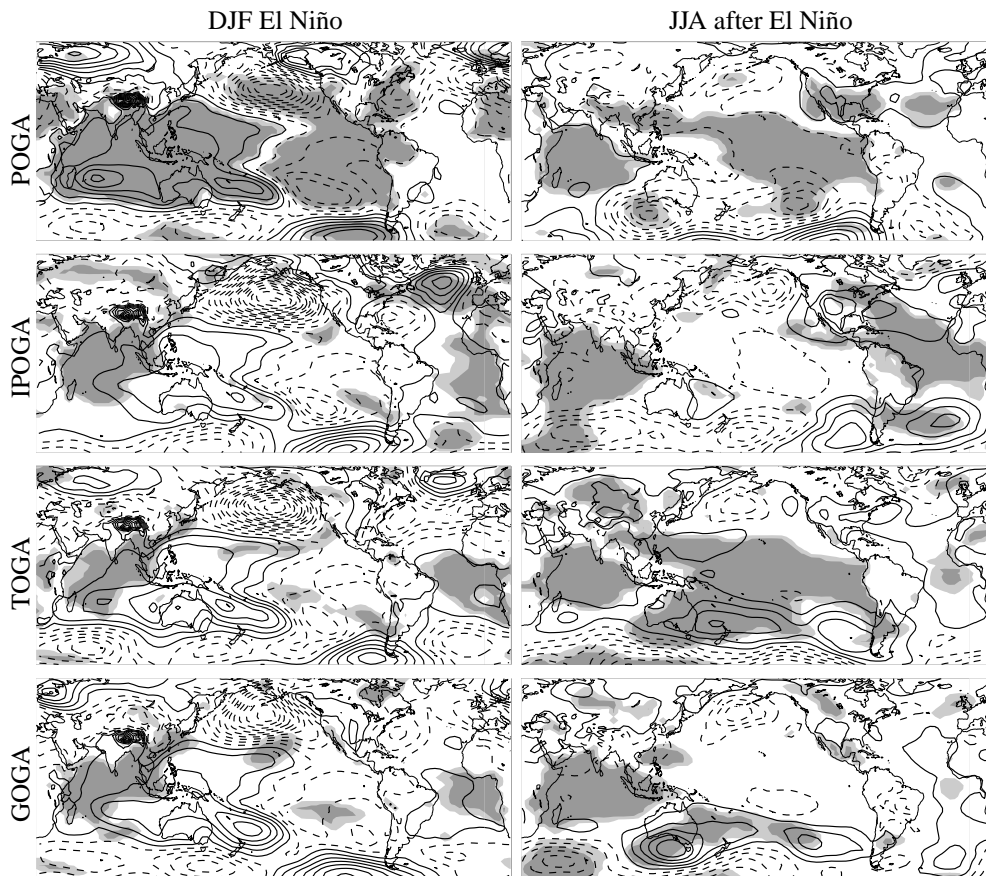 DJF El Niño
JJA after El Niño
POGA
IPOGA
TOGA
GOGA